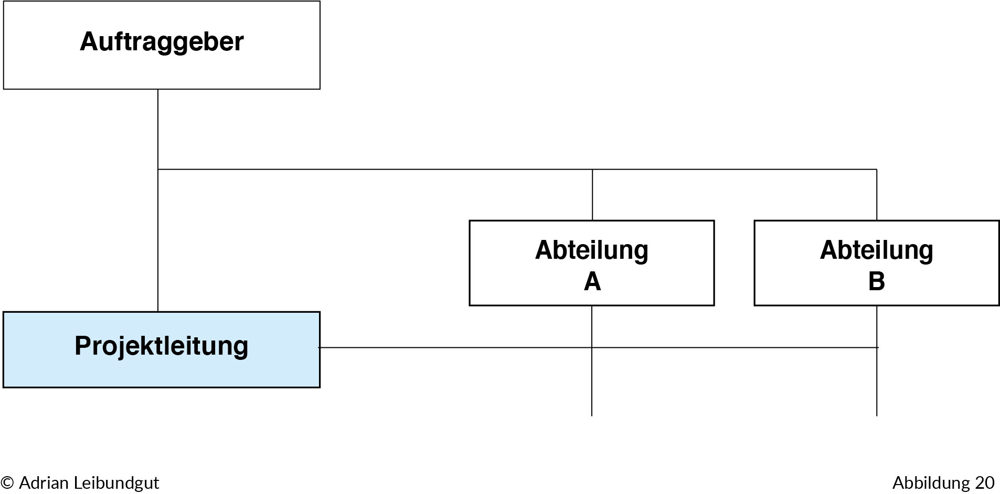 Auftraggeber
Abteilung
A
Abteilung
B
Projektleitung
© Adrian Leibundgut
Abbildung 20